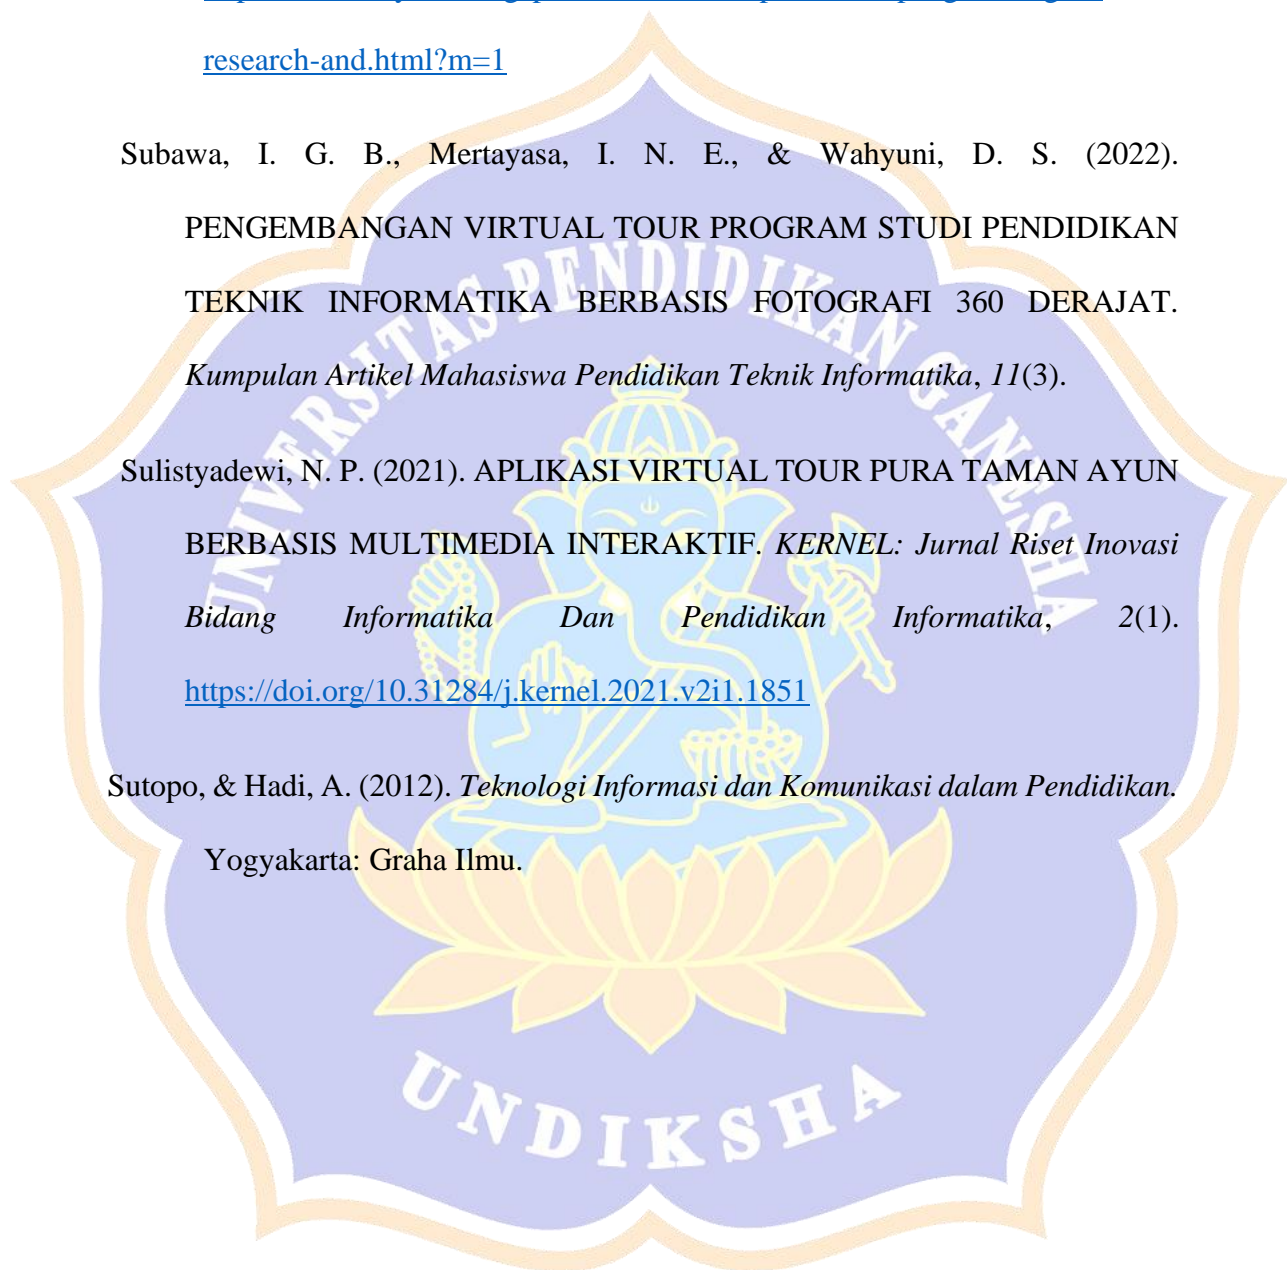 research-and.html?m=1
Subawa, I. G. B., Mertayasa, I. N. E., & Wahyuni, D. S. (2022).
PENGEMBANGAN VIRTUAL TOUR PROGRAM STUDI PENDIDIKAN
TEKNIK INFORMATIKA BERBASIS FOTOGRAFI 360 DERAJAT.
Kumpulan Artikel Mahasiswa Pendidikan Teknik Informatika, 11(3).
Sulistyadewi, N. P. (2021). APLIKASI VIRTUAL TOUR PURA TAMAN AYUN
BERBASIS MULTIMEDIA INTERAKTIF. KERNEL: Jurnal Riset Inovasi
Bidang Informatika Dan Pendidikan Informatika, 2(1).
https://doi.org/10.31284/j.kernel.2021.v2i1.1851
Sutopo, & Hadi, A. (2012). Teknologi Informasi dan Komunikasi dalam Pendidikan.
Yogyakarta: Graha Ilmu.
UNIVERSITAS PENDIDIKAN GANESHA
UNDIKSHA